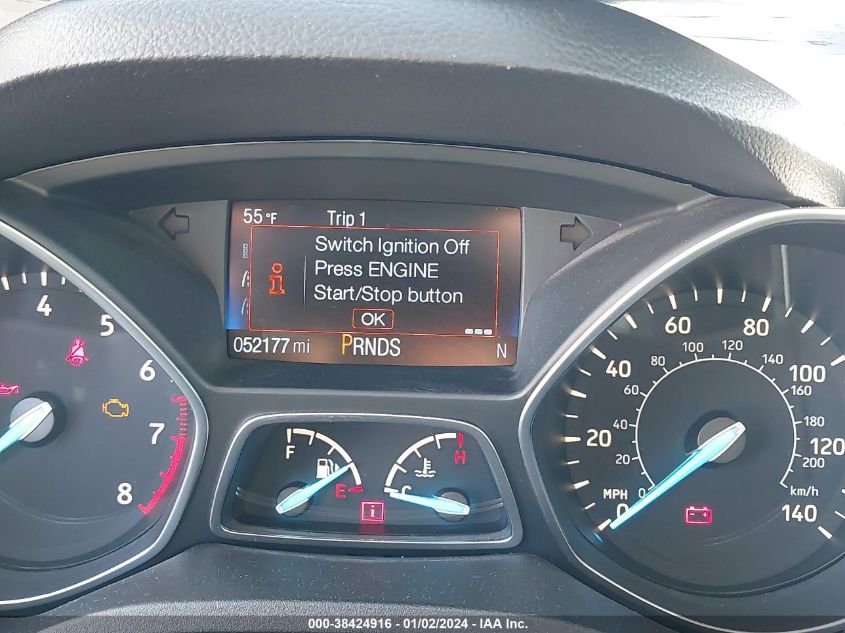 55 °F Trip 1
Switch Ignition Off
Press ENGINE
Start/Stop button
OK
052177 mi PRNDS N
4
5
6
7
8
F
E
H
C
i
0
20
40
60
80
100
120
140
MPH
0
20
40
60
80
100
120
140
160
180
200
km/h
000-38424916 - 01/02/2024 - IAA Inc.